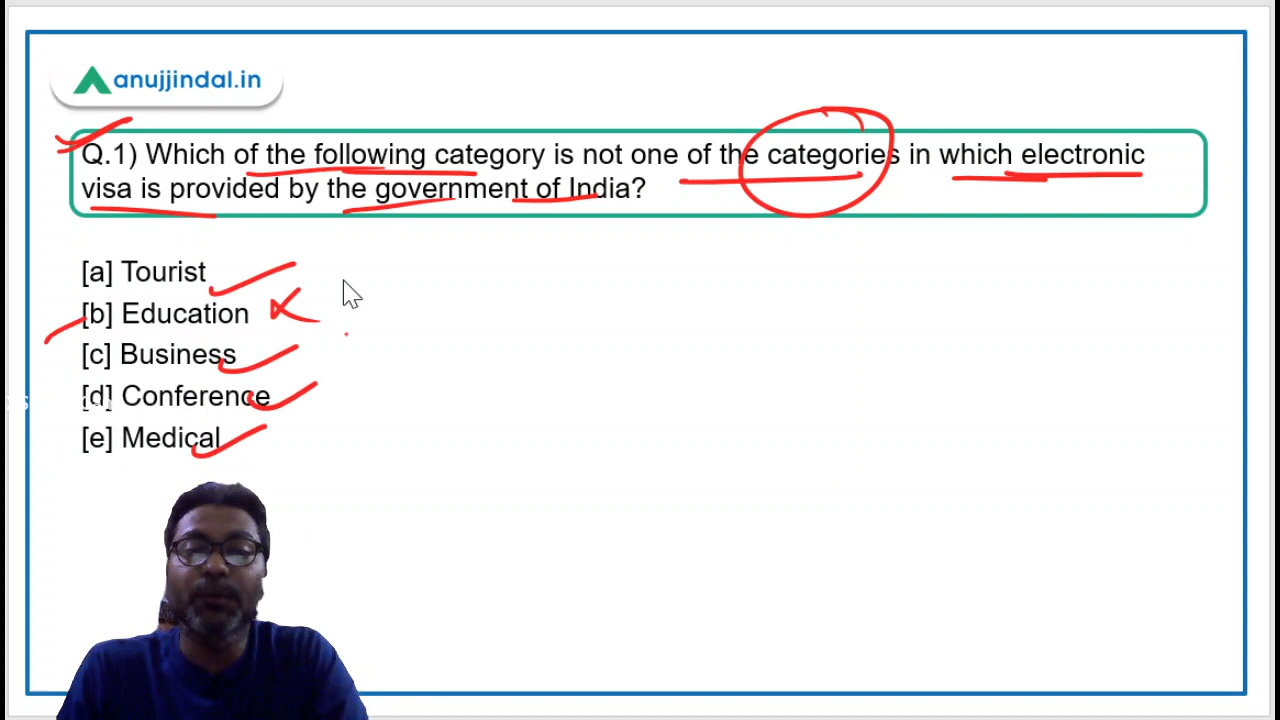 anujjindal.in
Q.1) Which of the following category is not one of the categories in which electronic
visa is provided by the government of India?
[a] Tourist
[b] Education
[c] Business
[d] Conference
[e] Medical